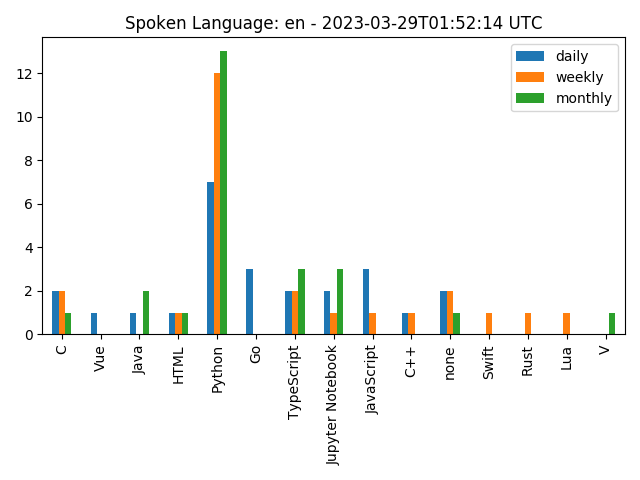 Spoken Language: en - 2023-03-29T01:52:14 UTC
daily
weekly
monthly
12
10
8
6
4
2
0
C
Vue
Java
HTML
Python
Go
TypeScript
Jupyter Notebook
JavaScript
C++
none
Swift
Rust
Lua
V